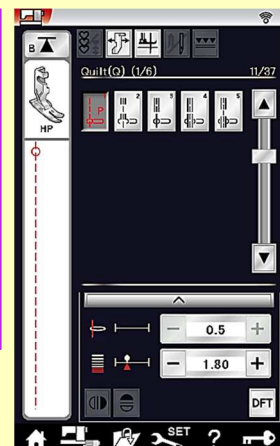 B
Quilt(Q) (1/6) 11/37
HP
P 2 3 4 5
- 0.5 +
- 1.80 +
DFT
SET
?